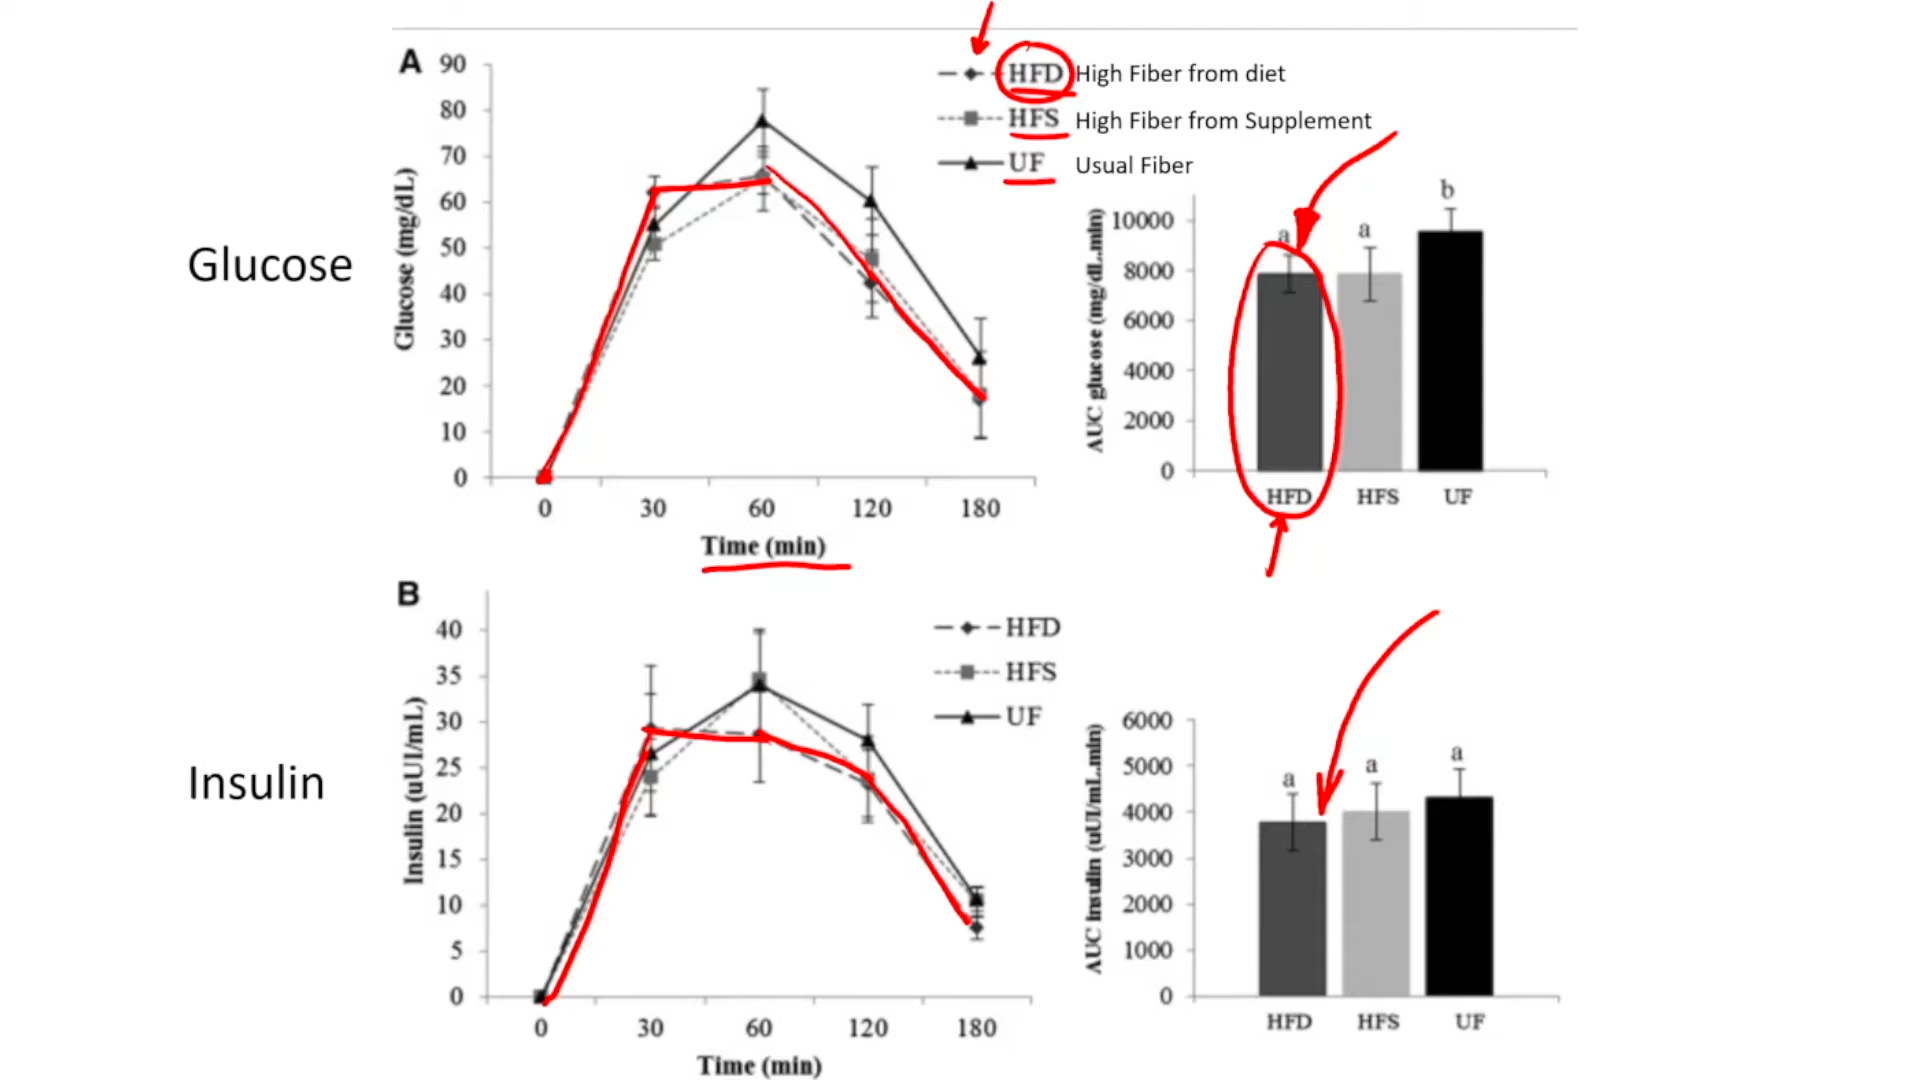 A
90
80
70
60
50
40
30
20
10
0
Glucose (mg/dL)
0 30 60 120 180
Time (min)
HFD High Fiber from diet
HFS High Fiber from Supplement
UF Usual Fiber
Glucose
AUC glucose (mg/dL.min)
10000
8000
6000
4000
2000
0
a a b
HFD HFS UF
B
40
35
30
25
20
15
10
5
0
Insulin (uUI/mL)
0 30 60 120 180
Time (min)
HFD
HFS
UF
Insulin
AUC insulin (uUI/mL.min)
6000
5000
4000
3000
2000
1000
0
a a a
HFD HFS UF